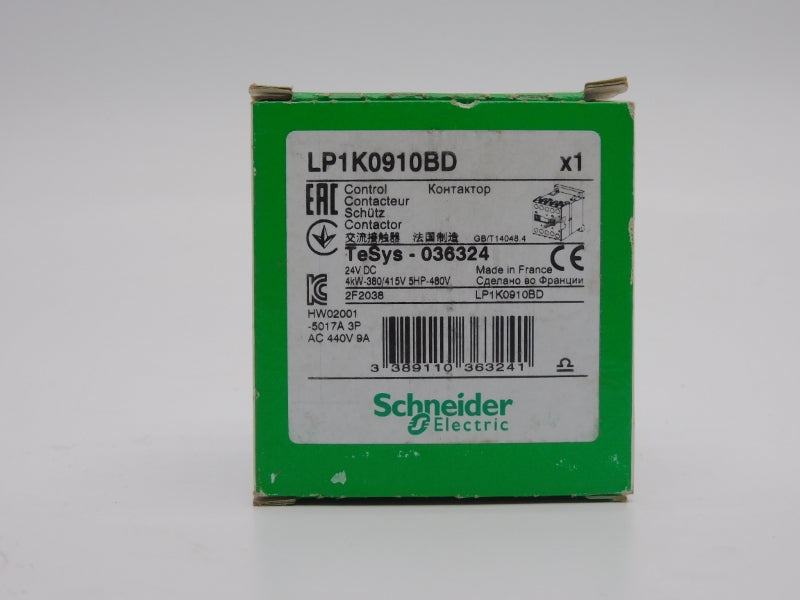 LP1K0910BD x1
EAC
Control Контактор
Contacteur
Schütz
Contactor
交流接触器 法国制造 GB/T14048.4
TeSys - 036324
24V DC Made in France CE
4kW-380/415V 5HP-480V Сделано во Франции
2F2038 LP1K0910BD
HW02001
-5017A 3P
AC 440V 9A
3 389110 363241
Schneider
Electric